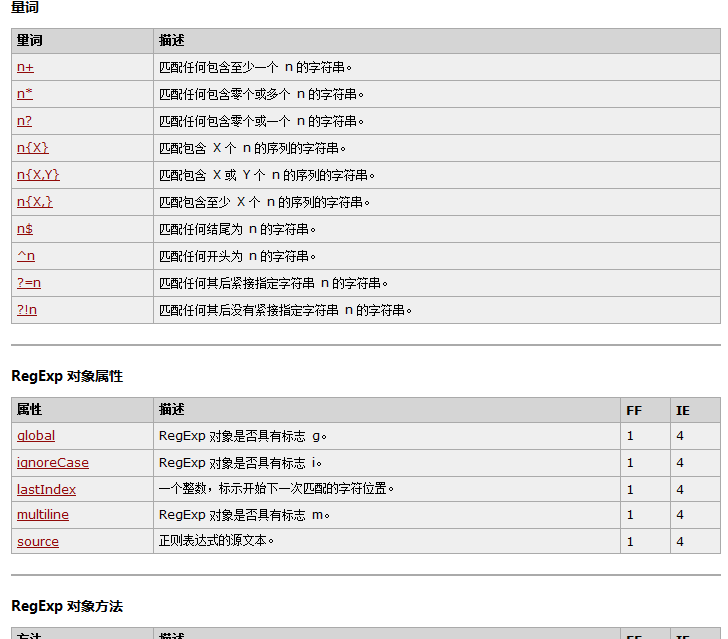 量词
量词 描述
n+ 匹配任何包含至少一个 n 的字符串。
n* 匹配任何包含零个或多个 n 的字符串。
n? 匹配任何包含零个或一个 n 的字符串。
n{X} 匹配包含 X 个 n 的序列的字符串。
n{X,Y} 匹配包含 X 或 Y 个 n 的序列的字符串。
n{X,} 匹配包含至少 X 个 n 的序列的字符串。
n$ 匹配任何结尾为 n 的字符串。
^n 匹配任何开头为 n 的字符串。
?=n 匹配任何其后紧接指定字符串 n 的字符串。
?!n 匹配任何其后没有紧接指定字符串 n 的字符串。
RegExp 对象属性
属性 描述 FF IE
global RegExp 对象是否具有标志 g。 1 4
ignoreCase RegExp 对象是否具有标志 i。 1 4
lastIndex 一个整数，标示开始下一次匹配的字符位置。 1 4
multiline RegExp 对象是否具有标志 m。 1 4
source 正则表达式的源文本。 1 4
RegExp 对象方法
方法 描述 FF IE